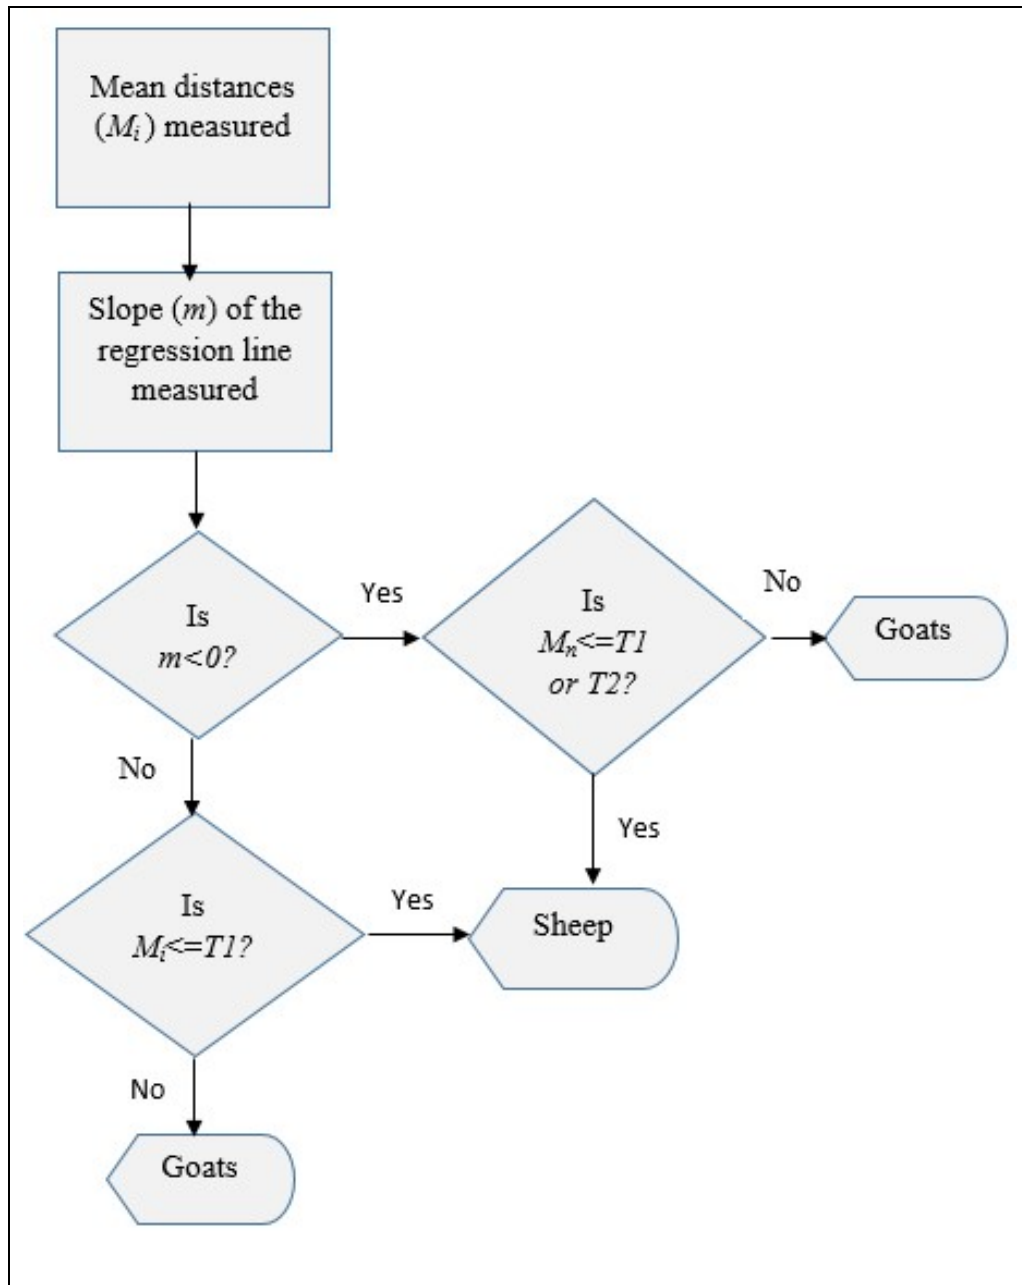 Mean distances
(Mi) measured
Slope (m) of the
regression line
measured
Is
m<0?
Yes
Is
Mn<=T1
or T2?
No
Goats
No
Yes
Is
Mi<=T1?
Yes
Sheep
No
Goats